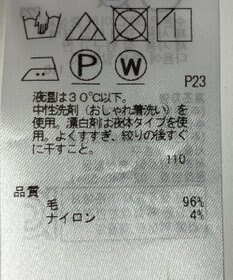 P W
P23
液温は30℃以下。
中性洗剤（おしゃれ着洗い）を
使用。漂白剤は液体タイプを使
用。よくすすぎ、絞りの後すぐ
に干すこと。
110
品質
毛 96%
ナイロン 4%